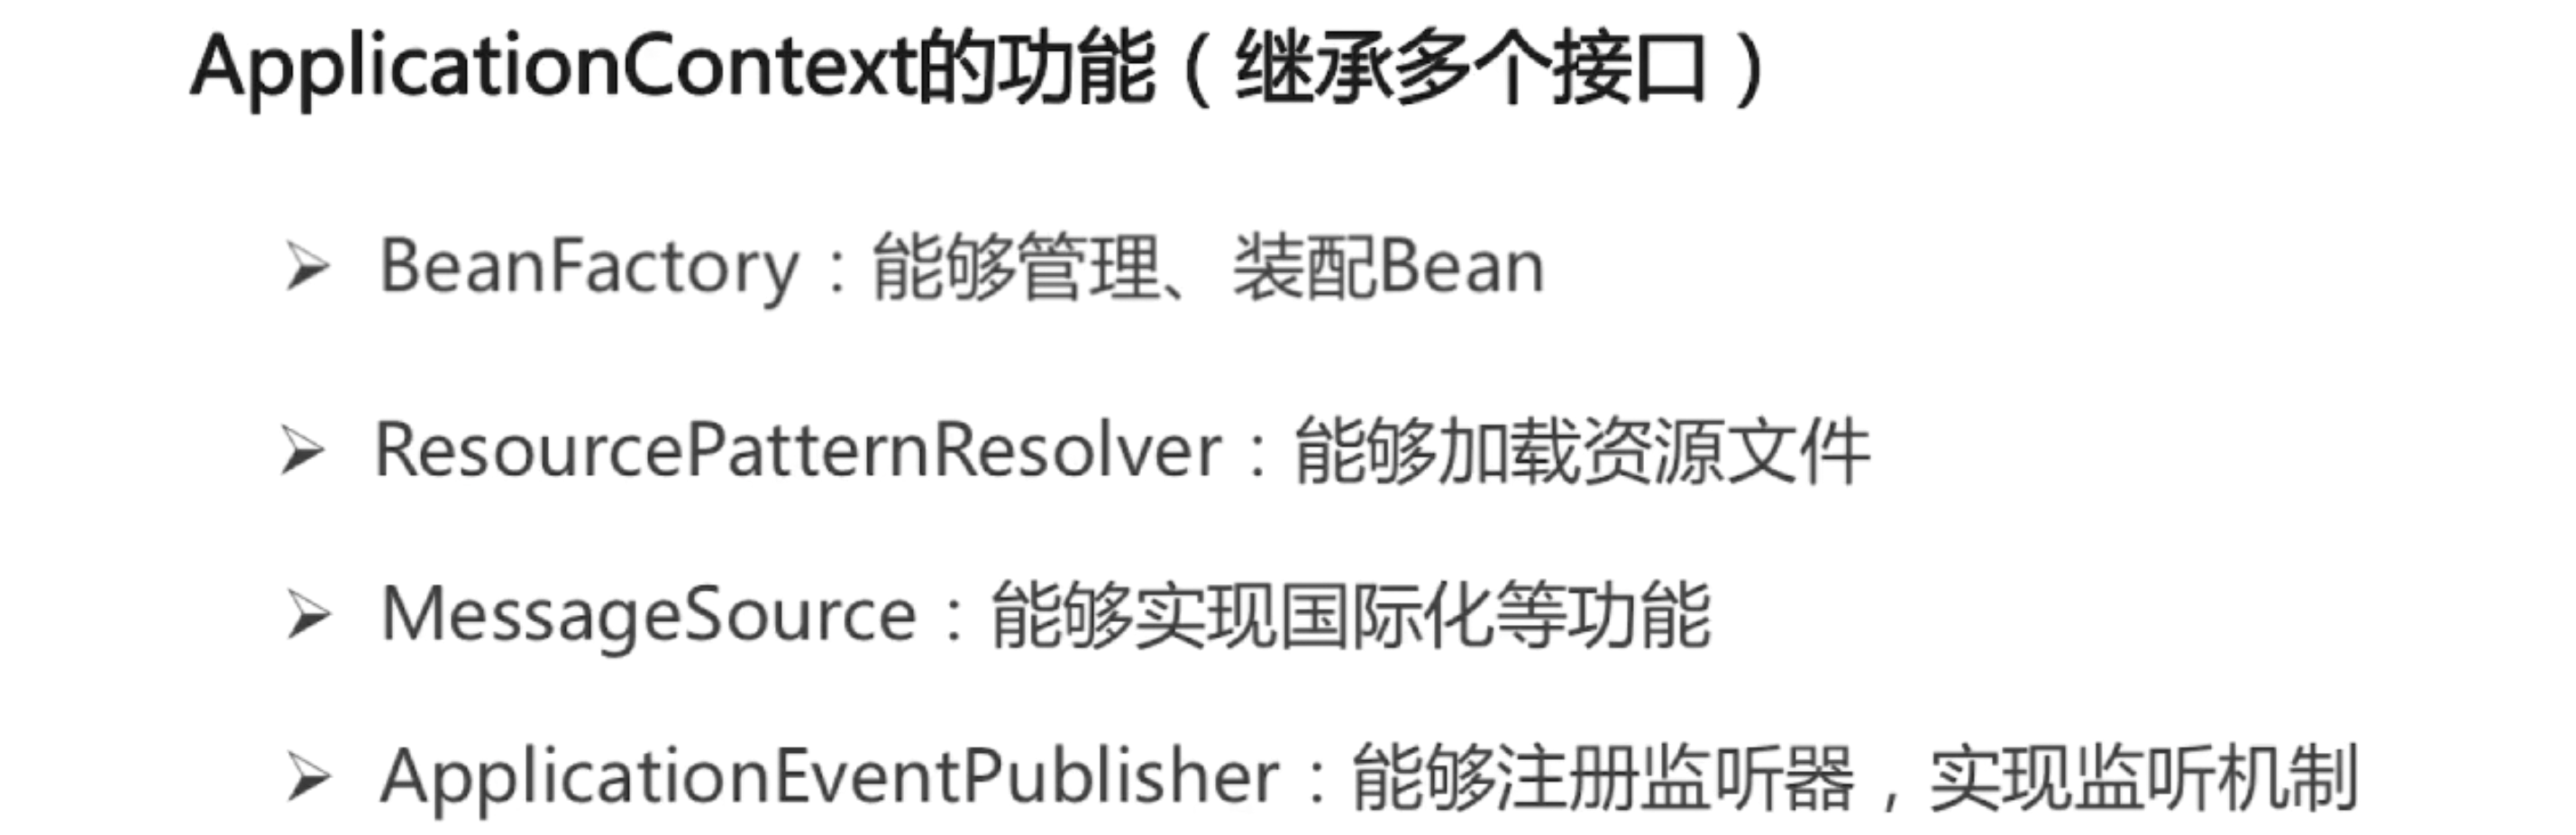 ApplicationContext的功能（继承多个接口）
➢ BeanFactory：能够管理、装配Bean
➢ ResourcePatternResolver：能够加载资源文件
➢ MessageSource：能够实现国际化等功能
➢ ApplicationEventPublisher：能够注册监听器，实现监听机制